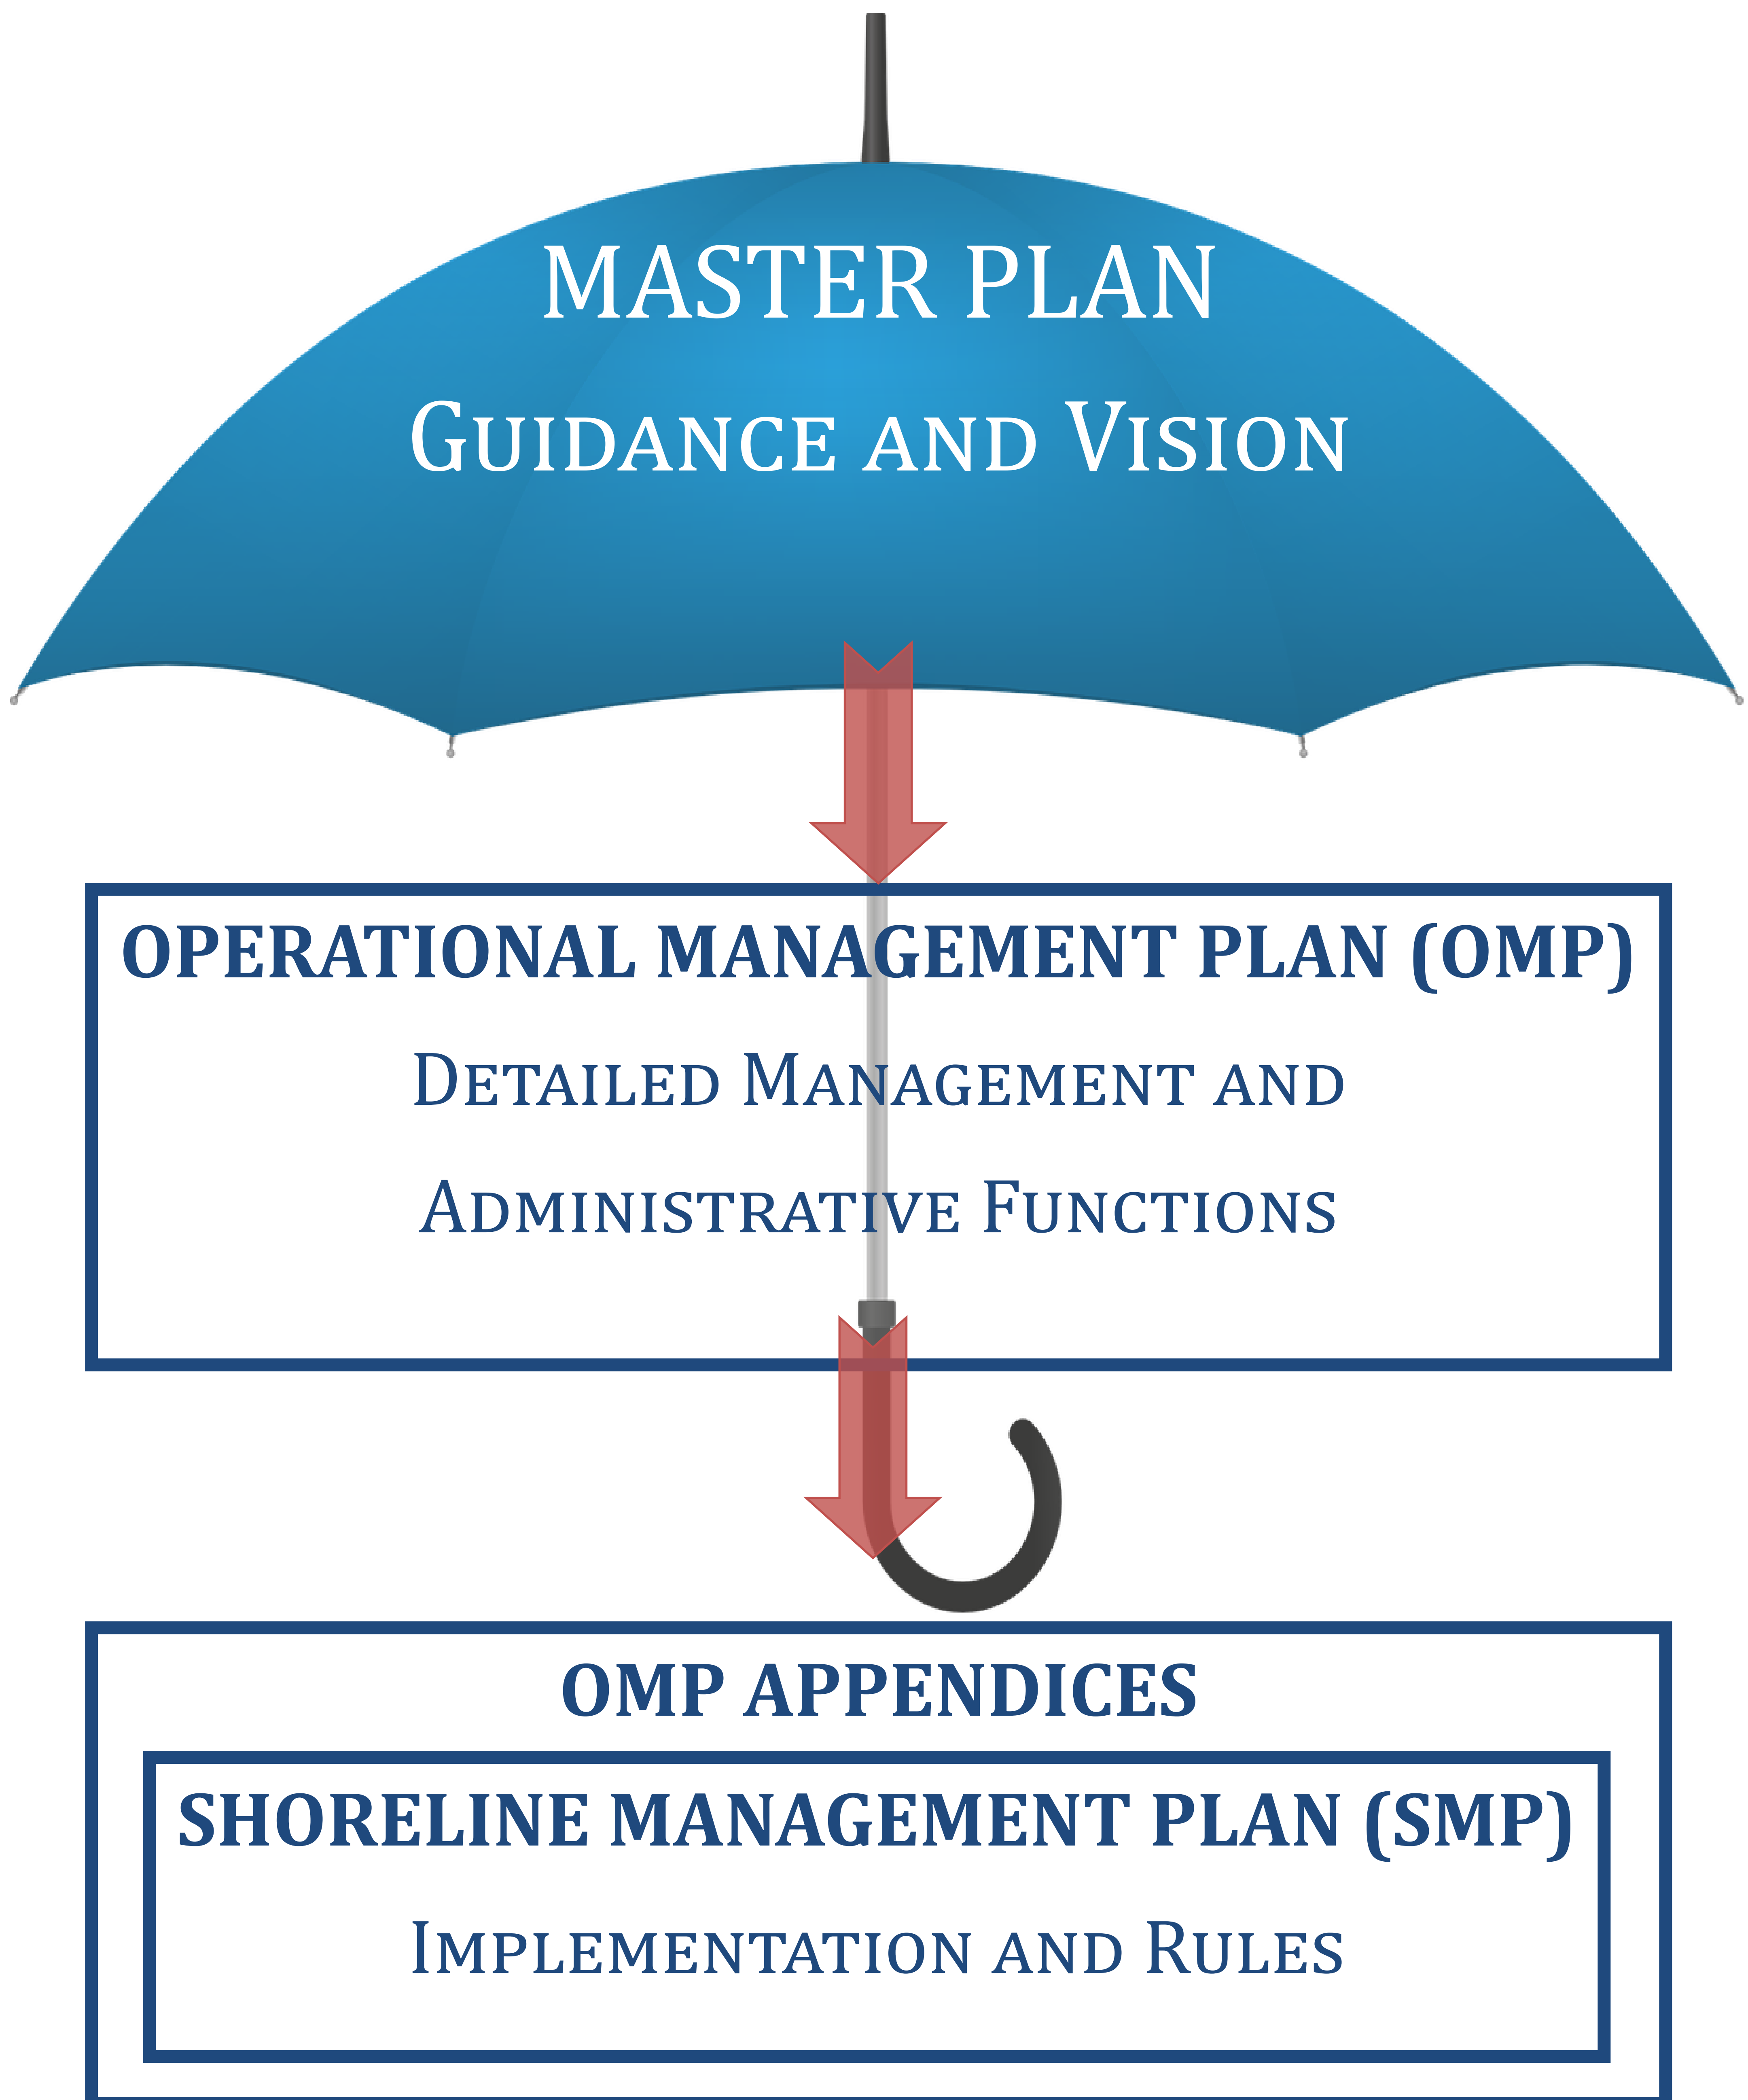 MASTER PLAN
Guidance and Vision
OPERATIONAL MANAGEMENT PLAN (OMP)
Detailed Management and
Administrative Functions
OMP APPENDICES
SHORELINE MANAGEMENT PLAN (SMP)
Implementation and Rules